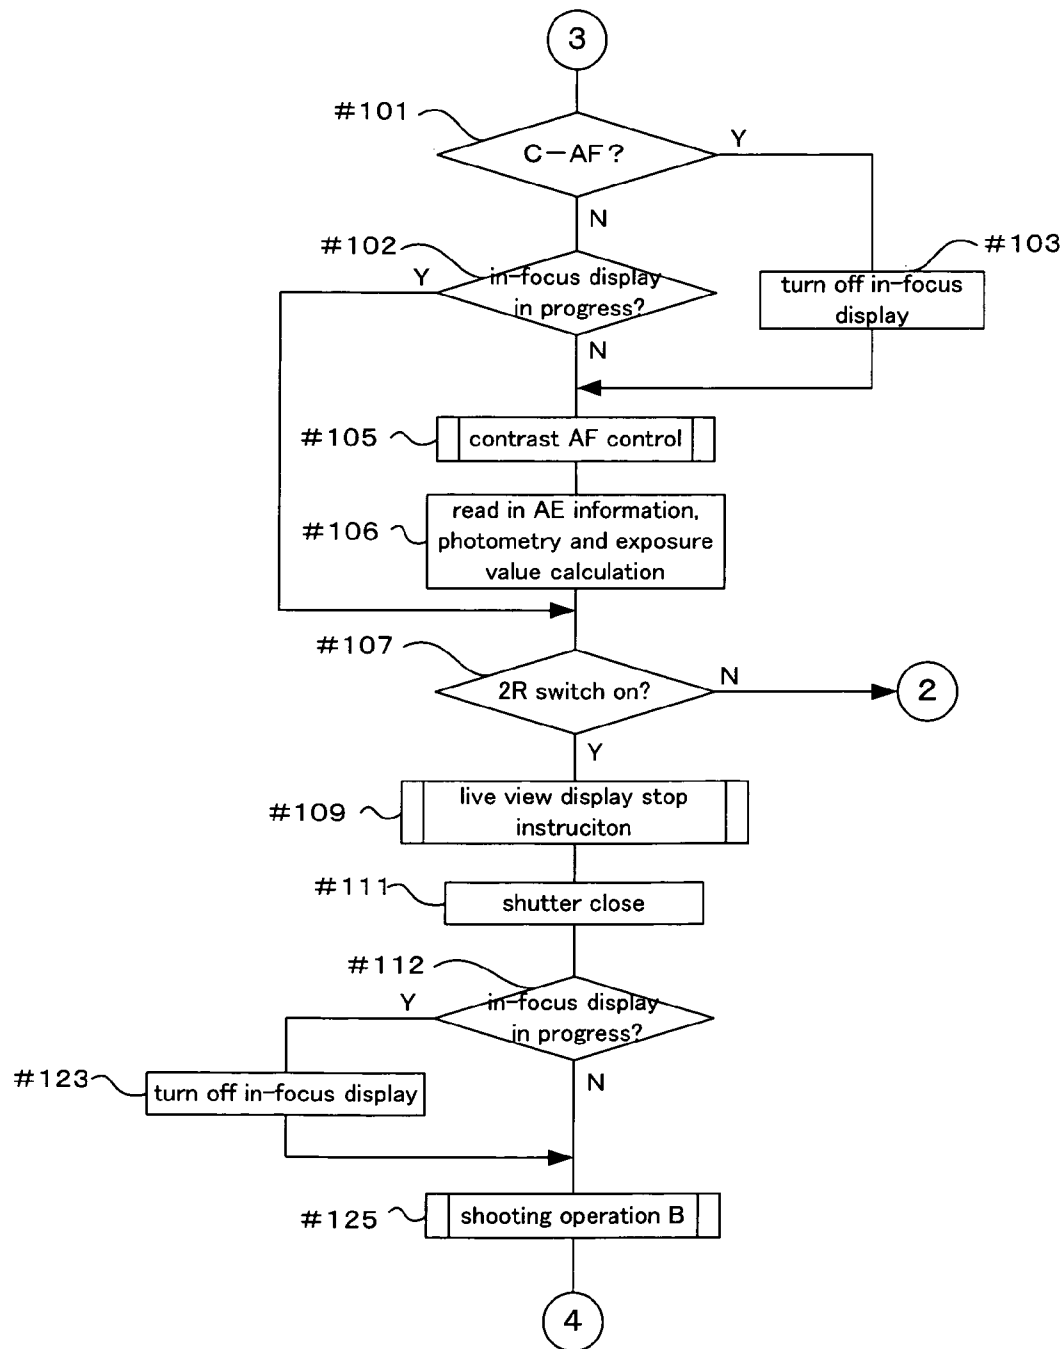 3
#101
C-AF?
Y
N
#102
Y
in-focus display
in progress?
N
#103
turn off in-focus
display
#105
contrast AF control
#106
read in AE information,
photometry and exposure
value calculation
#107
2R switch on?
N
2
Y
#109
live view display stop
instruciton
#111
shutter close
#112
Y
in-focus display
in progress?
N
#123
turn off in-focus display
#125
shooting operation B
4